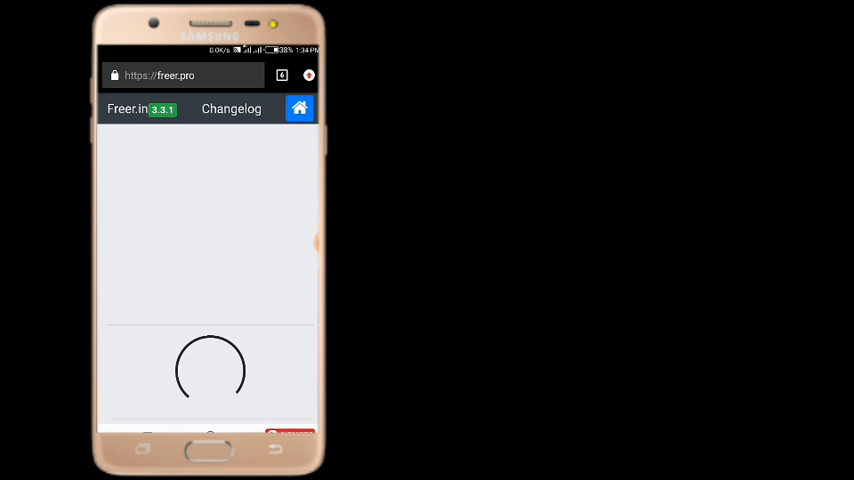 SAMSUNG
0.0K/s 38% 1:34 PM
https://freer.pro 6
Freer.in 3.3.1 Changelog